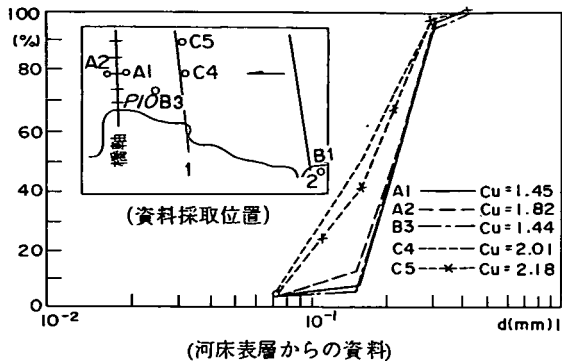 100
(%)
80
60
40
20
0
C5
A2
A1
C4
P10
B3
橋軸
1
B1
2
(資料採取位置)
A1 Cu=1.45
A2 Cu=1.82
B3 Cu=1.44
C4 Cu=2.01
C5 Cu=2.18
10⁻²
10⁻¹
d(mm)1
(河床表層からの資料)